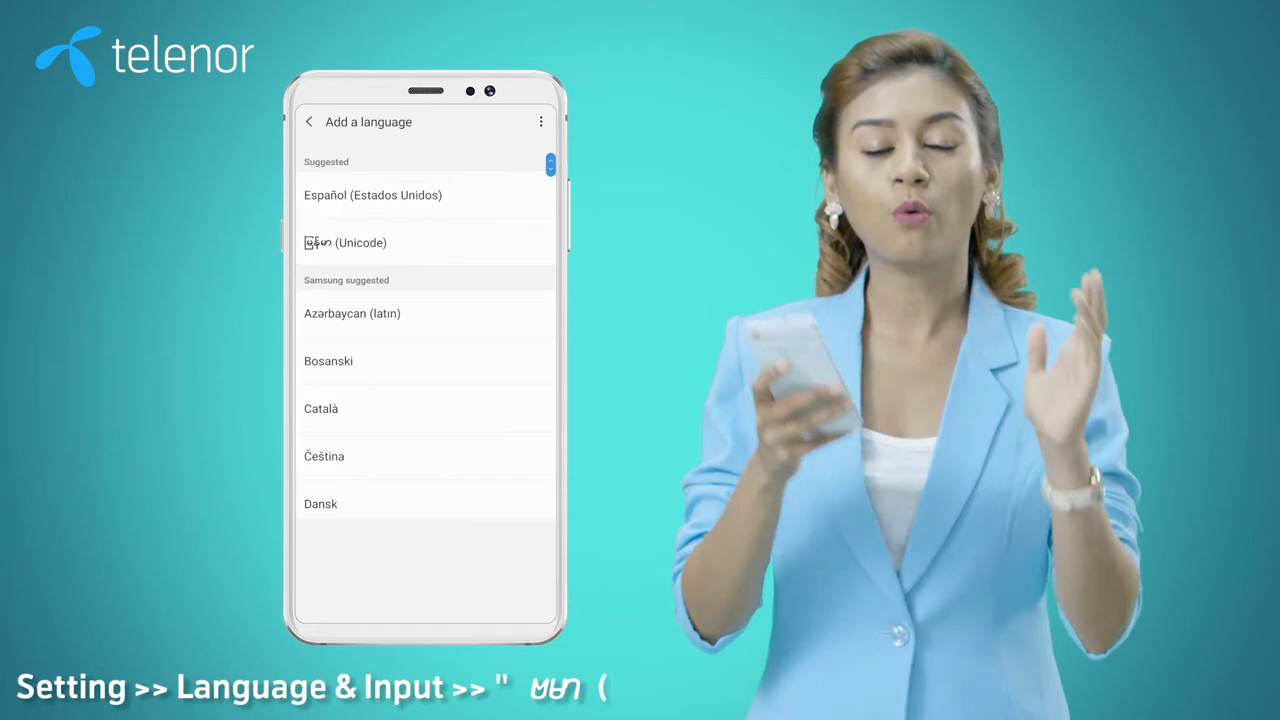 telenor
Add a language
Suggested
Español (Estados Unidos)
မြန်မာ (Unicode)
Samsung suggested
Azərbaycan (latın)
Bosanski
Català
Čeština
Dansk
Setting >> Language & Input >> " (